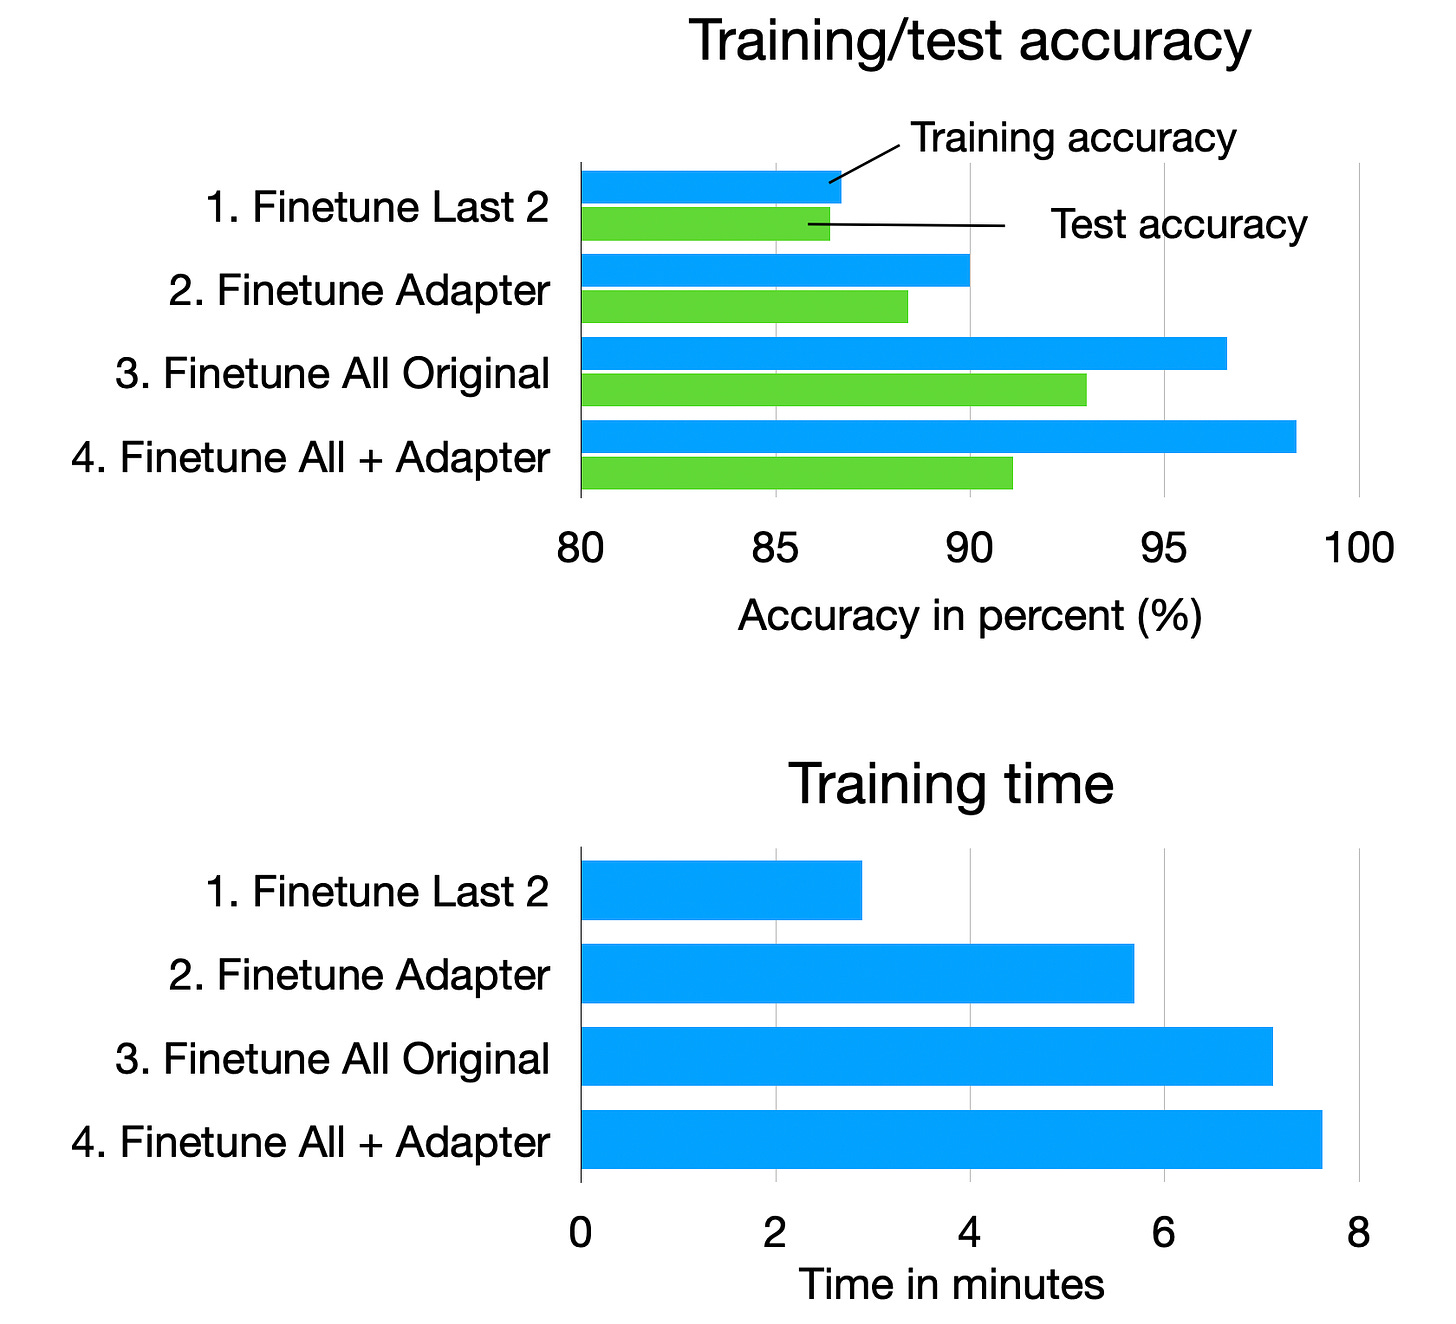 Training/test accuracy
Training accuracy
1. Finetune Last 2
Test accuracy
2. Finetune Adapter
3. Finetune All Original
4. Finetune All + Adapter
80 85 90 95 100
Accuracy in percent (%)
Training time
1. Finetune Last 2
2. Finetune Adapter
3. Finetune All Original
4. Finetune All + Adapter
0 2 4 6 8
Time in minutes